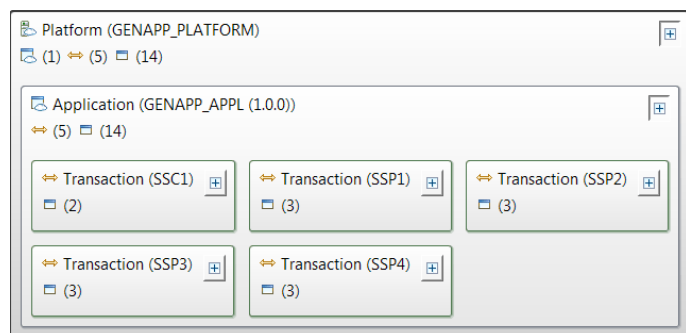 Platform (GENAPP_PLATFORM)
(1) (5) (14)
Application (GENAPP_APPL (1.0.0))
(5) (14)
Transaction (SSC1) Transaction (SSP1) Transaction (SSP2)
(2) (3) (3)
Transaction (SSP3) Transaction (SSP4)
(3) (3)